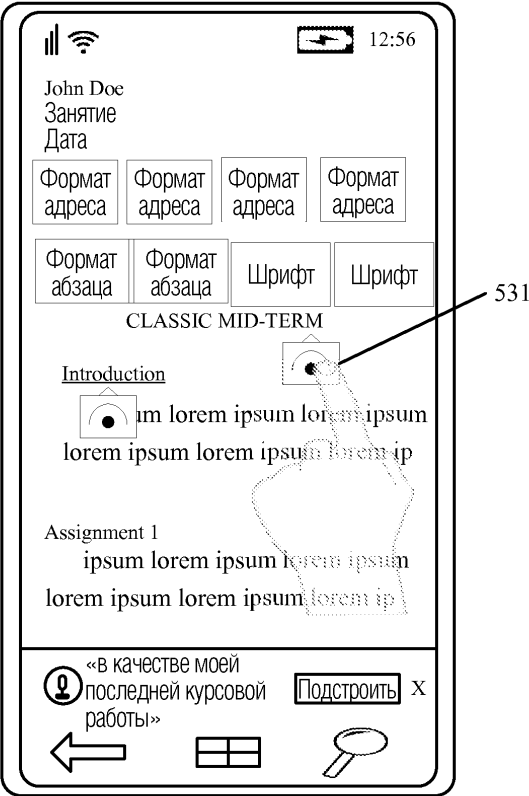 12:56
John Doe
Занятие
Дата
Формат Формат Формат Формат
адреса адреса адреса адреса
Формат Формат Шрифт Шрифт
абзаца абзаца
CLASSIC MID-TERM
531
Introduction
um lorem ipsum lorem ipsum
lorem ipsum lorem ipsum lorem ip
Assignment 1
ipsum lorem ipsum lorem ipsum
lorem ipsum lorem ipsum lorem ip
«в качестве моей
последней курсовой Подстроить X
работы»